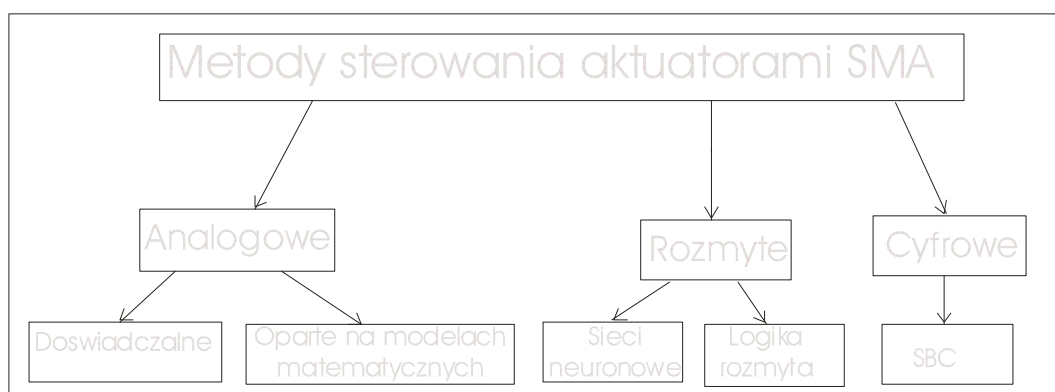 Metody sterowania aktuatorami SMA
Analogowe
Rozmyte
Cyfrowe
Doswiadczalne
Oparte na modelach
matematycznych
Sieci
neuronowe
Logika
rozmyta
SBC